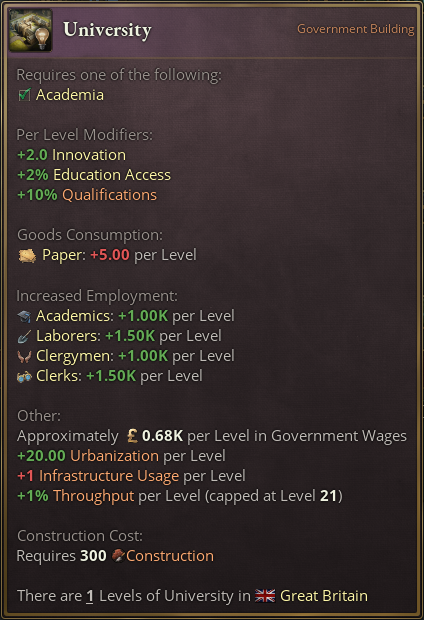 University
Government Building
Requires one of the following:
Academia
Per Level Modifiers:
+2.0 Innovation
+2% Education Access
+10% Qualifications
Goods Consumption:
Paper: +5.00 per Level
Increased Employment:
Academics: +1.00K per Level
Laborers: +1.50K per Level
Clergymen: +1.00K per Level
Clerks: +1.50K per Level
Other:
Approximately £ 0.68K per Level in Government Wages
+20.00 Urbanization per Level
+1 Infrastructure Usage per Level
+1% Throughput per Level (capped at Level 21)
Construction Cost:
Requires 300 Construction
There are 1 Levels of University in Great Britain